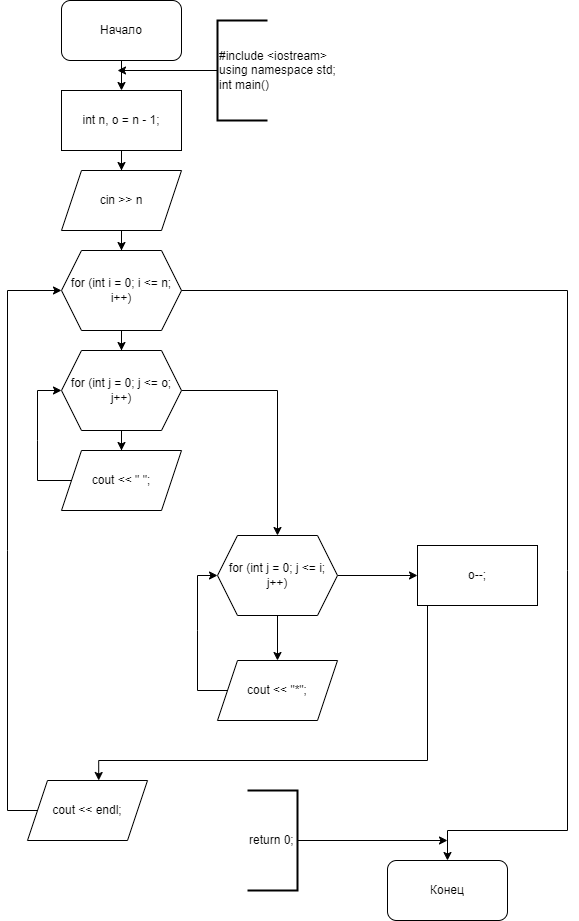 Начало
#include <iostream>
using namespace std;
int main()
int n, o = n - 1;
cin >> n
for (int i = 0; i <= n;
i++)
for (int j = 0; j <= o;
j++)
cout << " ";
for (int j = 0; j <= i;
j++)
o--;
cout << "*";
cout << endl;
return 0;
Конец